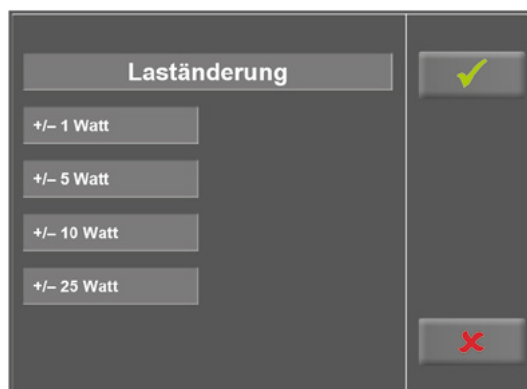 Laständerung
+/– 1 Watt
+/– 5 Watt
+/– 10 Watt
+/– 25 Watt